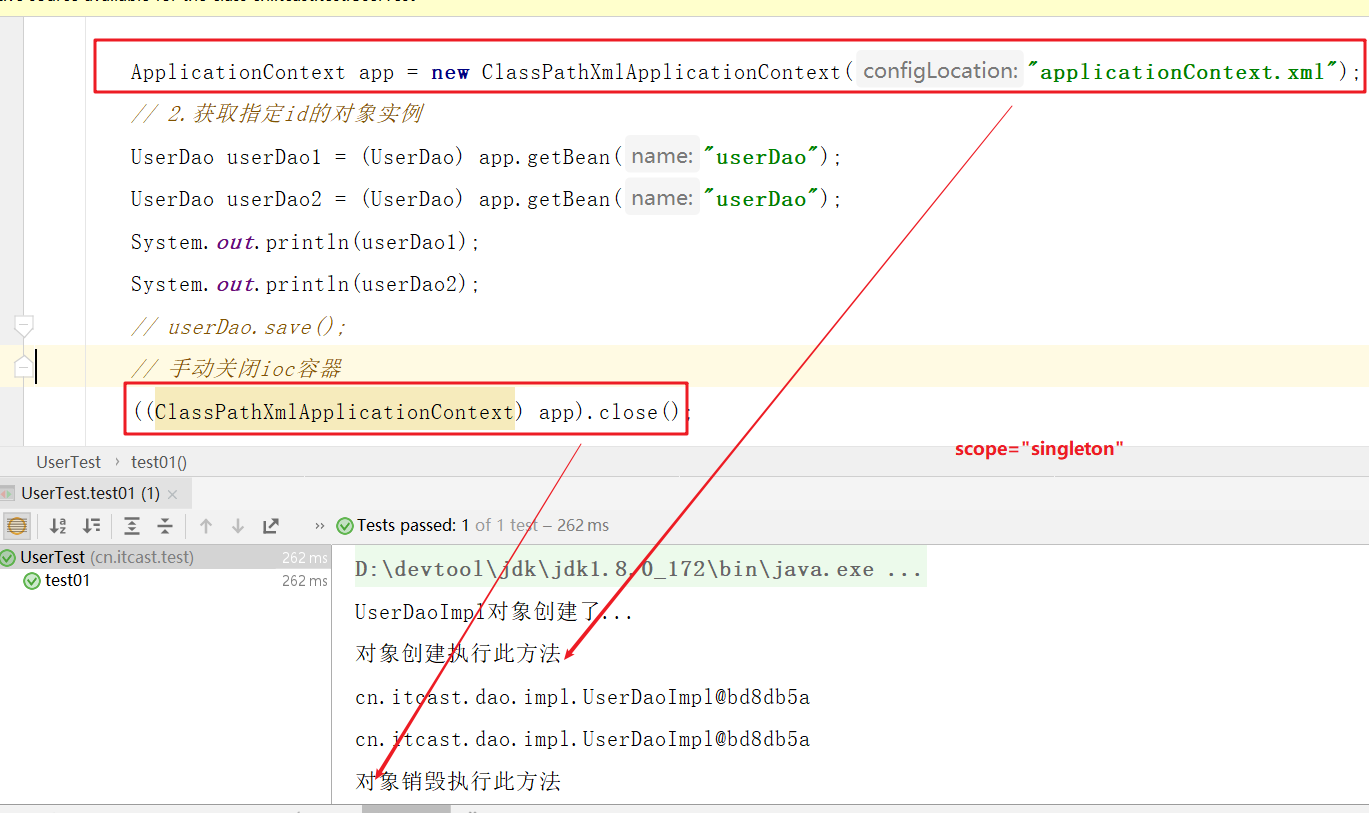 ApplicationContext app = new ClassPathXmlApplicationContext( configLocation: "applicationContext.xml");
// 2.获取指定id的对象实例
UserDao userDao1 = (UserDao) app.getBean( name: "userDao");
UserDao userDao2 = (UserDao) app.getBean( name: "userDao");
System.out.println(userDao1);
System.out.println(userDao2);
// userDao.save();
// 手动关闭ioc容器
((ClassPathXmlApplicationContext) app).close();
scope="singleton"
UserTest › test01()
UserTest.test01 (1) ×
» Tests passed: 1 of 1 test – 262 ms
UserTest (cn.itcast.test) 262 ms
test01 262 ms
D:\devtool\jdk\jdk1.8.0_172\bin\java.exe ...
UserDaoImpl对象创建了...
对象创建执行此方法
cn.itcast.dao.impl.UserDaoImpl@bd8db5a
cn.itcast.dao.impl.UserDaoImpl@bd8db5a
对象销毁执行此方法